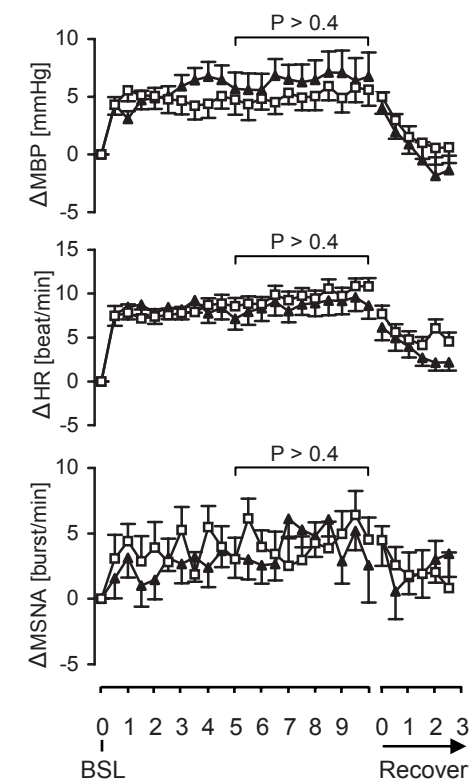 P > 0.4
10
5
0
-5
ΔMBP [mmHg]
P > 0.4
15
10
5
0
-5
ΔHR [beat/min]
P > 0.4
10
5
0
-5
ΔMSNA [burst/min]
0 1 2 3 4 5 6 7 8 9 0 1 2 3
BSL Recover